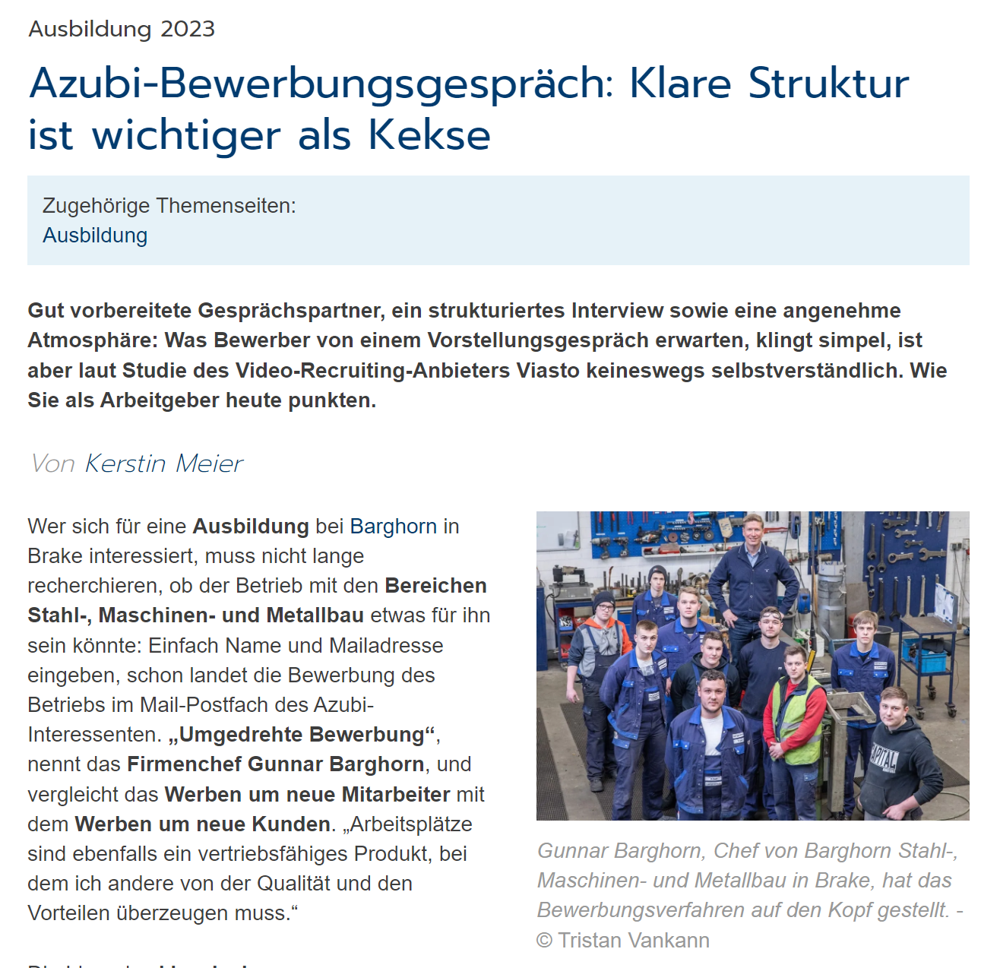 Ausbildung 2023
Azubi-Bewerbungsgespräch: Klare Struktur
ist wichtiger als Kekse
Zugehörige Themenseiten:
Ausbildung
Gut vorbereitete Gesprächspartner, ein strukturiertes Interview sowie eine angenehme
Atmosphäre: Was Bewerber von einem Vorstellungsgespräch erwarten, klingt simpel, ist
aber laut Studie des Video-Recruiting-Anbieters Viasto keineswegs selbstverständlich. Wie
Sie als Arbeitgeber heute punkten.
Von Kerstin Meier
Wer sich für eine Ausbildung bei Barghorn in
Brake interessiert, muss nicht lange
recherchieren, ob der Betrieb mit den Bereichen
Stahl-, Maschinen- und Metallbau etwas für ihn
sein könnte: Einfach Name und Mailadresse
eingeben, schon landet die Bewerbung des
Betriebs im Mail-Postfach des Azubi-
Interessenten. „Umgedrehte Bewerbung“,
nennt das Firmenchef Gunnar Barghorn, und
vergleicht das Werben um neue Mitarbeiter mit
dem Werben um neue Kunden. „Arbeitsplätze
sind ebenfalls ein vertriebsfähiges Produkt, bei
dem ich andere von der Qualität und den
Vorteilen überzeugen muss.“
Gunnar Barghorn, Chef von Barghorn Stahl-,
Maschinen- und Metallbau in Brake, hat das
Bewerbungsverfahren auf den Kopf gestellt. -
© Tristan Vankann